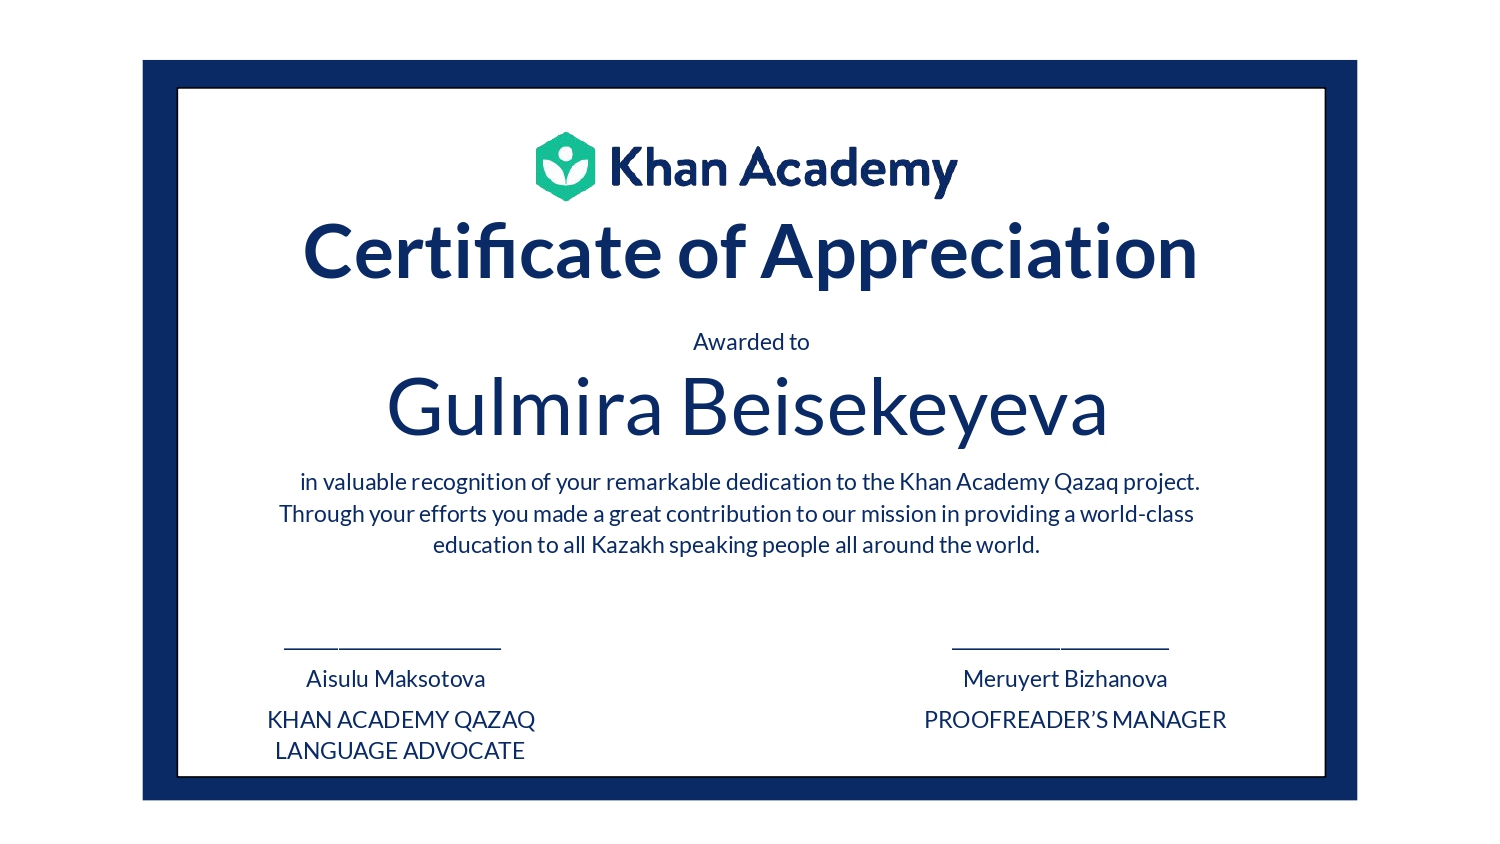 Khan Academy
Certificate of Appreciation
Awarded to
Gulmira Beisekeyeva
in valuable recognition of your remarkable dedication to the Khan Academy Qazaq project.
Through your efforts you made a great contribution to our mission in providing a world-class
education to all Kazakh speaking people all around the world.
Aisulu Maksotova
KHAN ACADEMY QAZAQ
LANGUAGE ADVOCATE
Meruyert Bizhanova
PROOFREADER’S MANAGER